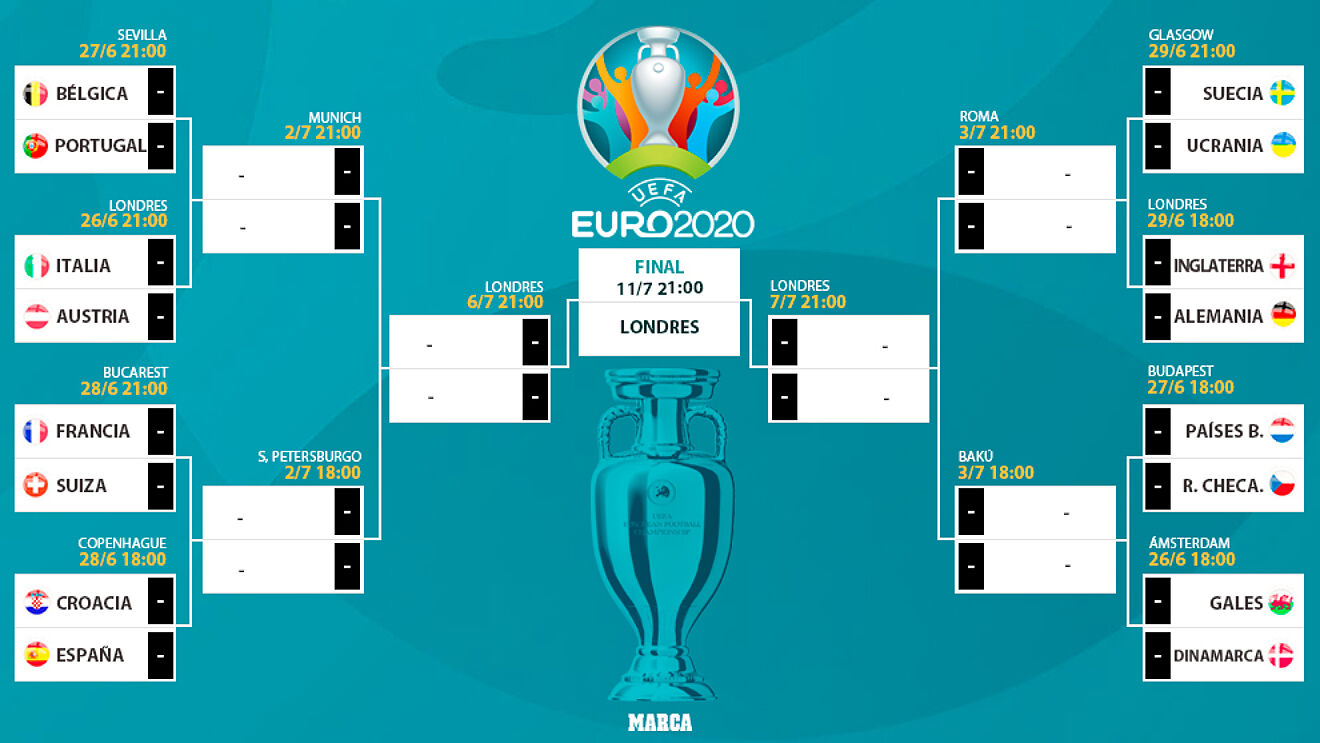 SEVILLA
27/6 21:00
BÉLGICA -
PORTUGAL -
LONDRES
26/6 21:00
ITALIA -
AUSTRIA -
BUCAREST
28/6 21:00
FRANCIA -
SUIZA -
COPENHAGUE
28/6 18:00
CROACIA -
ESPAÑA -
MUNICH
2/7 21:00
- -
- -
S, PETERSBURGO
2/7 18:00
- -
- -
LONDRES
6/7 21:00
- -
- -
UEFA
EURO2020
FINAL
11/7 21:00
LONDRES
UEFA
EUROPEAN FOOTBALL
CHAMPIONSHIP
MARCA
LONDRES
7/7 21:00
- -
- -
ROMA
3/7 21:00
- -
- -
BAKÚ
3/7 18:00
- -
- -
GLASGOW
29/6 21:00
- SUECIA
- UCRANIA
LONDRES
29/6 18:00
- INGLATERRA
- ALEMANIA
BUDAPEST
27/6 18:00
- PAÍSES B.
- R. CHECA.
ÁMSTERDAM
26/6 18:00
- GALES
- DINAMARCA